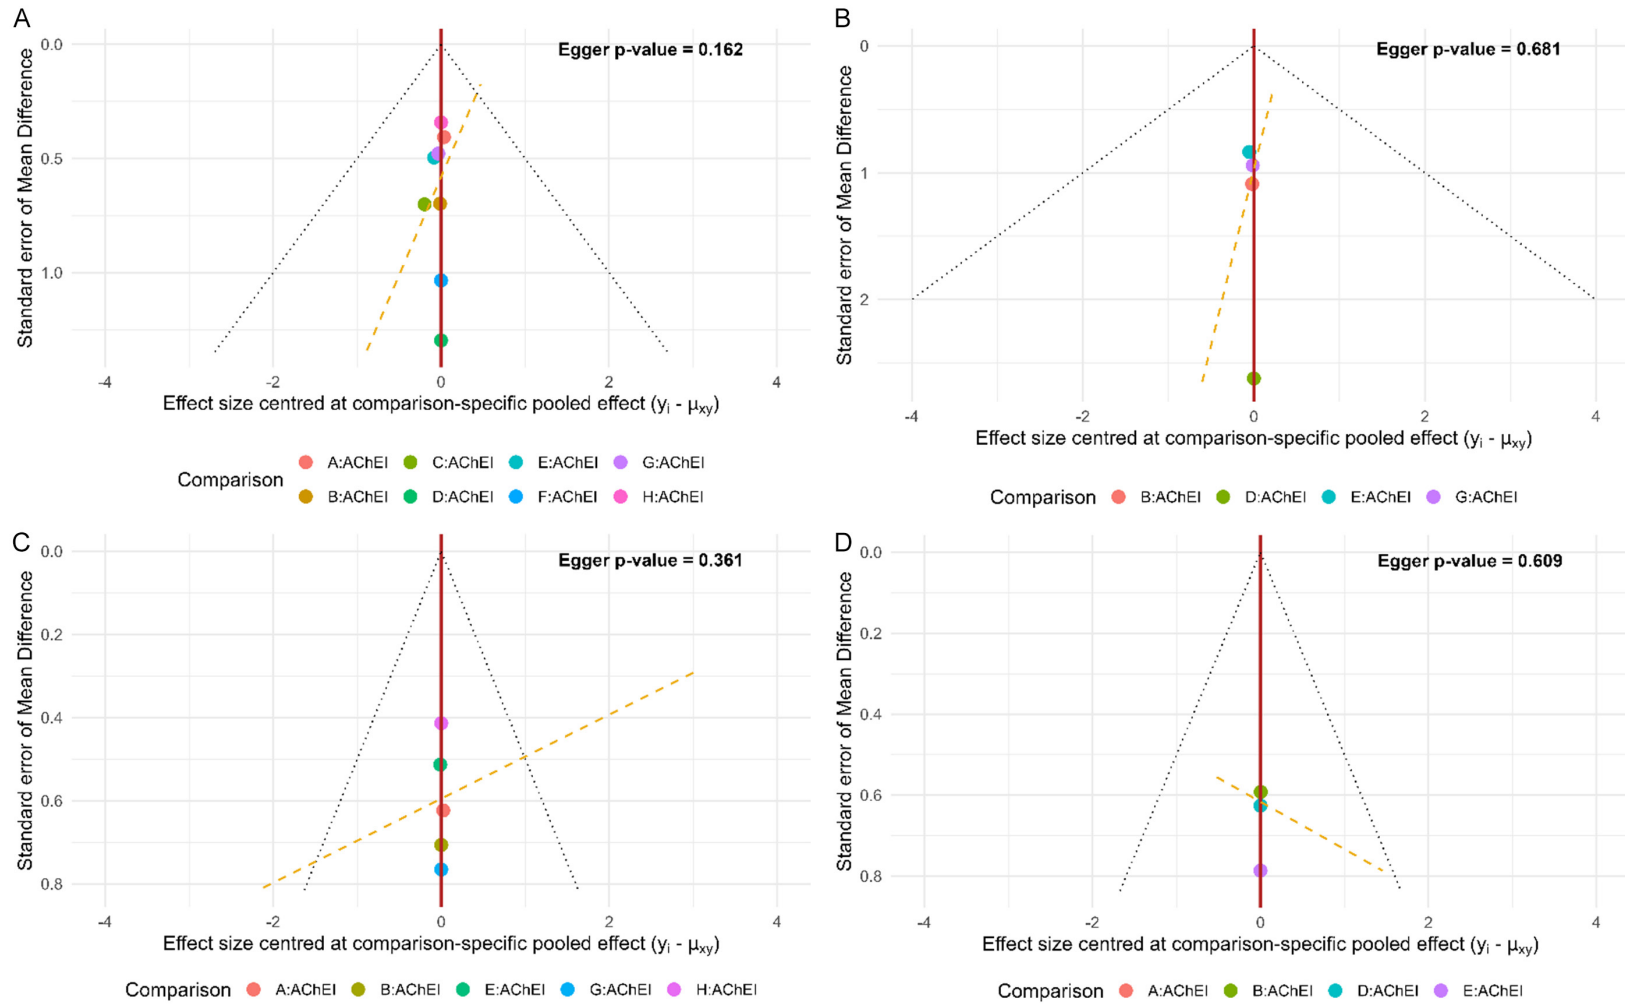 A
Egger p-value = 0.162
Standard error of Mean Difference
0.0
0.5
1.0
-4 -2 0 2 4
Effect size centred at comparison-specific pooled effect (yᵢ - μₓᵧ)
Comparison
A:AChEI C:AChEI E:AChEI G:AChEI
B:AChEI D:AChEI F:AChEI H:AChEI
B
Egger p-value = 0.681
Standard error of Mean Difference
0
1
2
-4 -2 0 2 4
Effect size centred at comparison-specific pooled effect (yᵢ - μₓᵧ)
Comparison B:AChEI D:AChEI E:AChEI G:AChEI
C
Egger p-value = 0.361
Standard error of Mean Difference
0.0
0.2
0.4
0.6
0.8
-4 -2 0 2 4
Effect size centred at comparison-specific pooled effect (yᵢ - μₓᵧ)
Comparison A:AChEI B:AChEI E:AChEI G:AChEI H:AChEI
D
Egger p-value = 0.609
Standard error of Mean Difference
0.0
0.2
0.4
0.6
0.8
-4 -2 0 2 4
Effect size centred at comparison-specific pooled effect (yᵢ - μₓᵧ)
Comparison A:AChEI B:AChEI D:AChEI E:AChEI